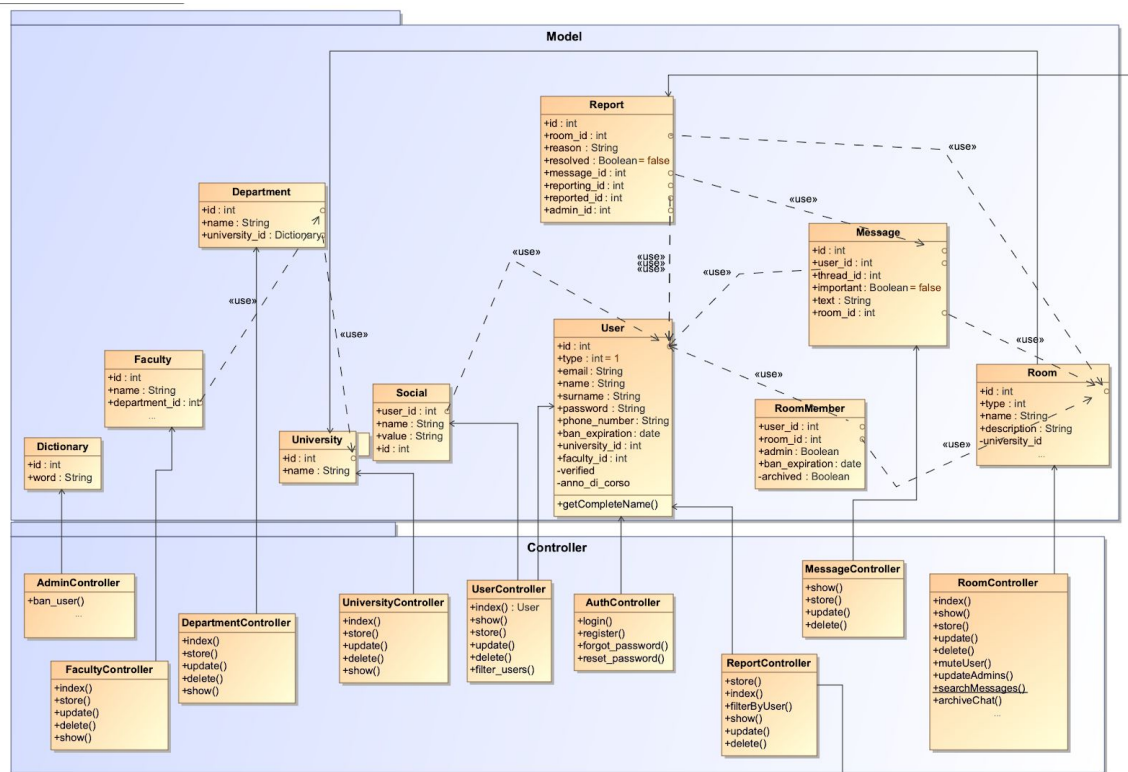 Model
Report
+id : int
+room_id : int
+reason : String
+resolved : Boolean = false
+message_id : int
+reporting_id : int
+reported_id : int
+admin_id : int
«use»
«use»
Department
+id : int
+name : String
+university_id : Dictionary
Message
+id : int
+user_id : int
+thread_id : int
+important : Boolean = false
+text : String
+room_id : int
«use»
«use»
«use»
«use»
«use»
«use»
«use»
User
+id : int
+type : int = 1
+email : String
+name : String
+surname : String
+password : String
+phone_number : String
+ban_expiration : date
+university_id : int
+faculty_id : int
-verified
-anno_di_corso
+getCompleteName()
«use»
Faculty
+id : int
+name : String
+department_id : int
...
«use»
Room
+id : int
+type : int
+name : String
+description : String
-university_id
...
Social
+user_id : int
+name : String
+value : String
+id : int
RoomMember
+user_id : int
+room_id : int
+admin : Boolean
+ban_expiration : date
-archived : Boolean
«use»
University
+id : int
+name : String
Dictionary
+id : int
+word : String
Controller
AdminController
+ban_user()
...
FacultyController
+index()
+store()
+update()
+delete()
+show()
DepartmentController
+index()
+store()
+update()
+delete()
+show()
UniversityController
+index()
+store()
+update()
+delete()
+show()
UserController
+index() : User
+show()
+store()
+update()
+delete()
+filter_users()
AuthController
+login()
+register()
+forgot_password()
+reset_password()
ReportController
+store()
+index()
+filterByUser()
+show()
+update()
+delete()
MessageController
+show()
+store()
+update()
+delete()
RoomController
+index()
+show()
+store()
+update()
+delete()
+muteUser()
+updateAdmins()
+searchMessages()
+archiveChat()
...